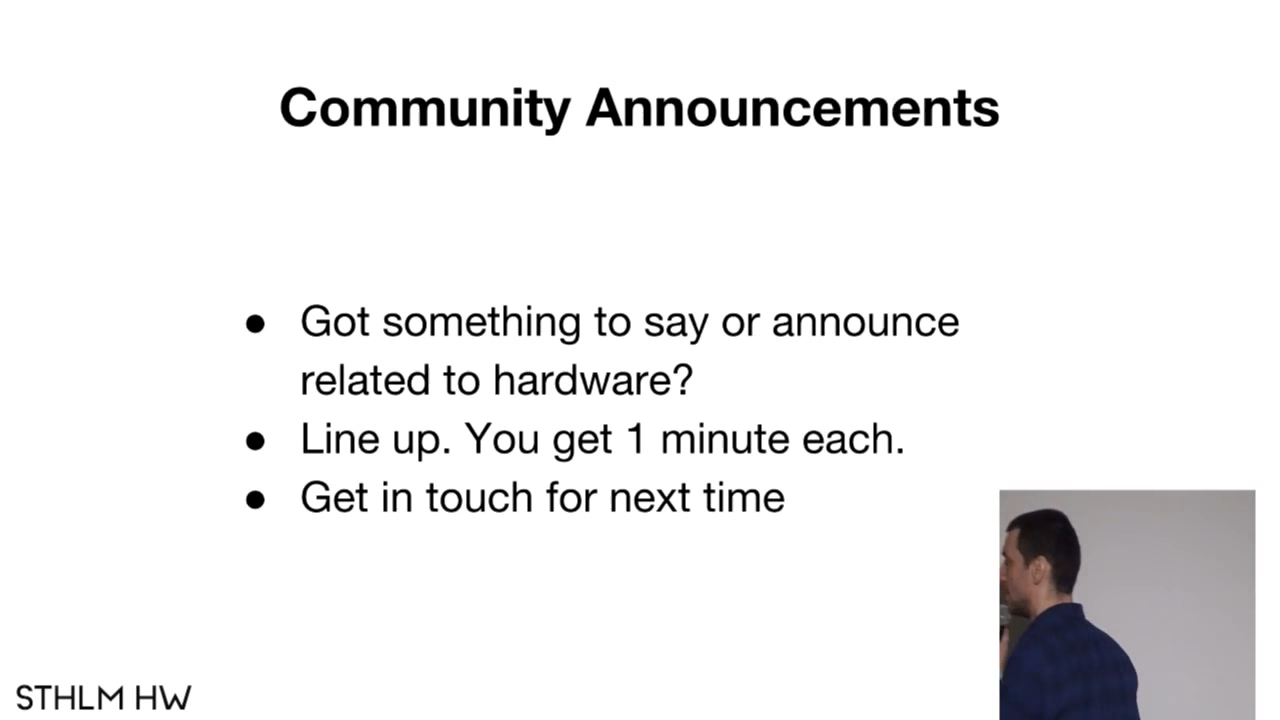 Community Announcements
● Got something to say or announce
related to hardware?
● Line up. You get 1 minute each.
● Get in touch for next time
STHLM HW